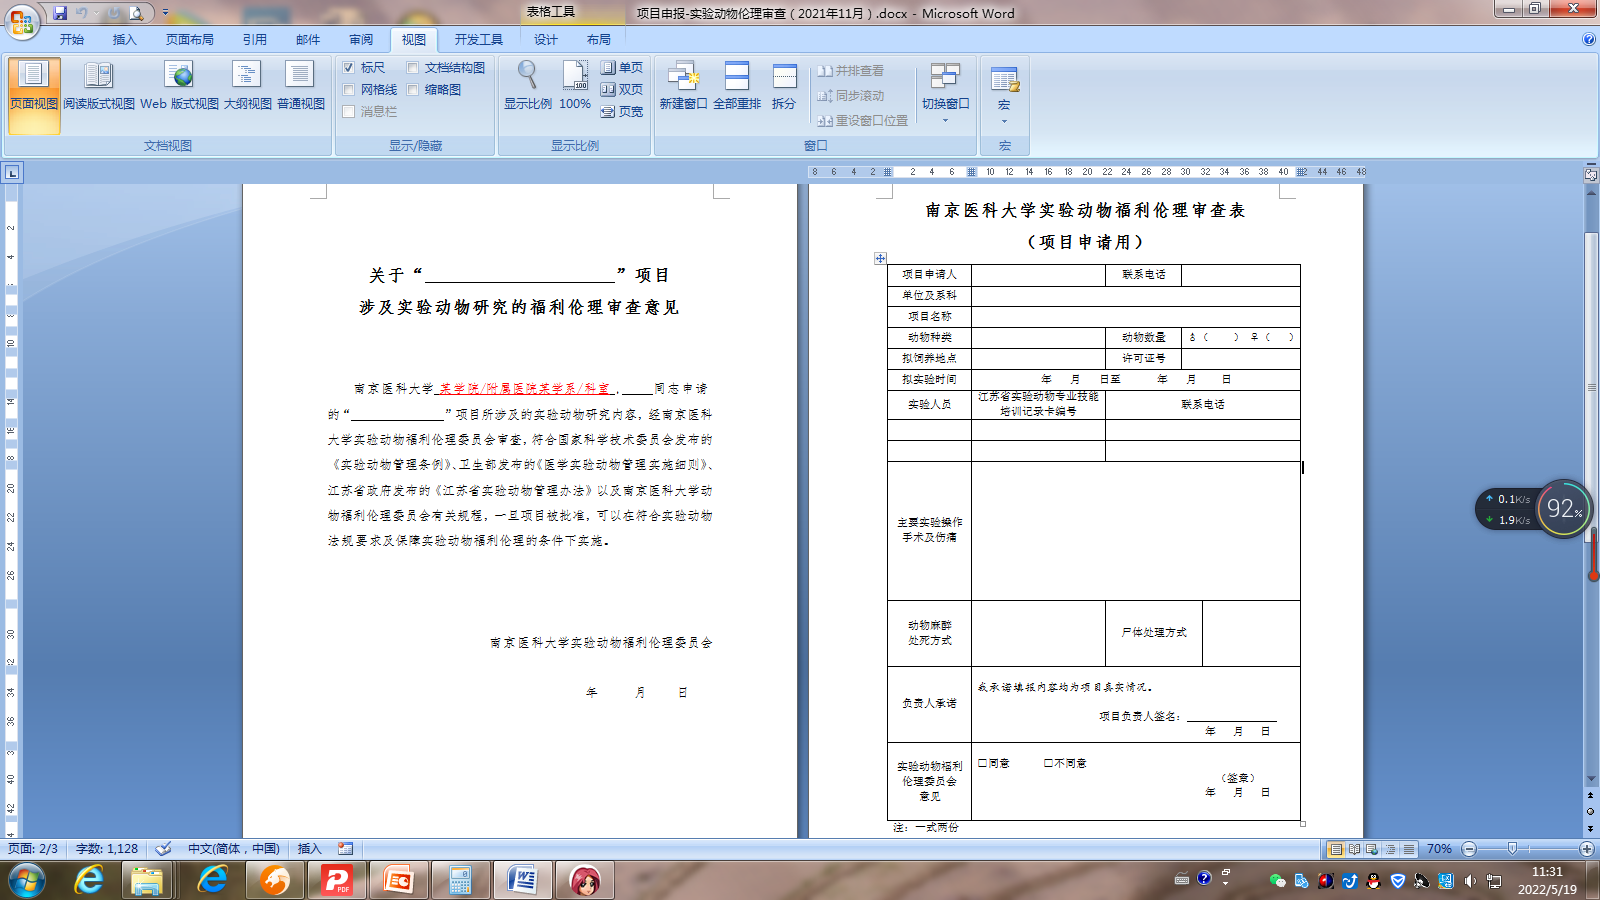 表格工具
项目申报-实验动物伦理审查（2021年11月）.docx - Microsoft Word
开始 插入 页面布局 引用 邮件 审阅 视图 开发工具 设计 布局
页面视图 阅读版式视图 Web 版式视图 大纲视图 普通视图
文档视图
标尺 文档结构图
网格线 缩略图
消息栏
显示/隐藏
显示比例 100% 单页
双页
页宽
显示比例
新建窗口 全部重排 拆分
并排查看
同步滚动
重设窗口位置
切换窗口
窗口
宏
宏
8 6 4 2 2 4 6 10 12 14 16 18 20 22 24 26 28 30 32 34 36 38 40 42 44 46 48
关于“ ”项目
涉及实验动物研究的福利伦理审查意见
南京医科大学 某学院/附属医院某学系/科室 , 同志申请
的“ ”项目所涉及的实验动物研究内容，经南京医科
大学实验动物福利伦理委员会审查，符合国家科学技术委员会发布的
《实验动物管理条例》、卫生部发布的《医学实验动物管理实施细则》、
江苏省政府发布的《江苏省实验动物管理办法》以及南京医科大学动
物福利伦理委员会有关规程，一旦项目被批准，可以在符合实验动物
法规要求及保障实验动物福利伦理的条件下实施。
南京医科大学实验动物福利伦理委员会
年 月 日
南京医科大学实验动物福利伦理审查表
（项目申请用）
项目申请人 联系电话
单位及系科
项目名称
动物种类 动物数量 ♂（ ）♀（ ）
拟饲养地点 许可证号
拟实验时间 年 月 日至 年 月 日
实验人员 江苏省实验动物专业技能培训记录卡编号 联系电话
主要实验操作
手术及伤痛
动物麻醉
处死方式
尸体处理方式
负责人承诺
我承诺填报内容均为项目真实情况。
项目负责人签名：
年 月 日
实验动物福利
伦理委员会
意见
□同意 □不同意
（签章）
年 月 日
注：一式两份
0.1K/s
1.9K/s
92%
页面: 2/3 字数: 1,128 中文(简体，中国) 插入 70%
PDF
11:31
2022/5/19